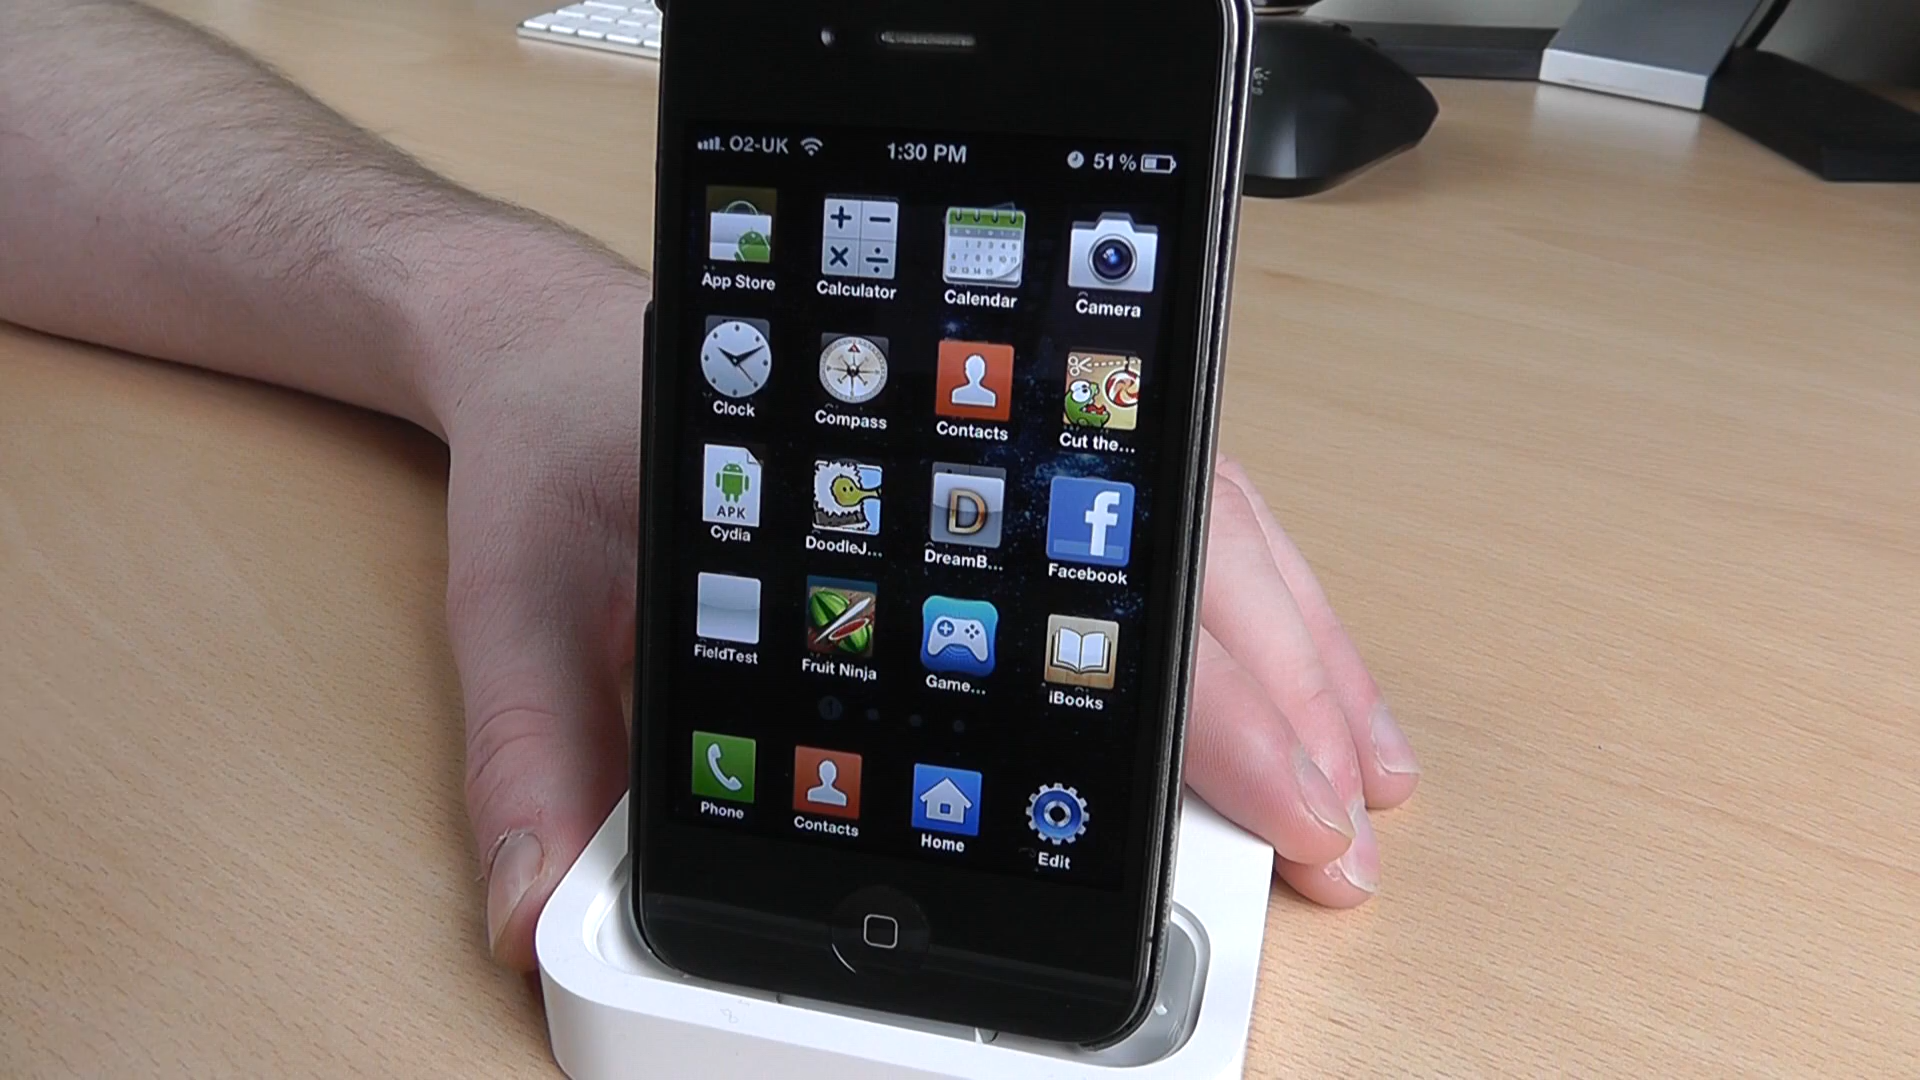 O2-UK 1:30 PM 51%
App Store Calculator Calendar Camera
Clock Compass Contacts Cut the...
APK
Cydia DoodleJ... DreamB... Facebook
FieldTest Fruit Ninja Game... iBooks
1
Phone Contacts Home Edit